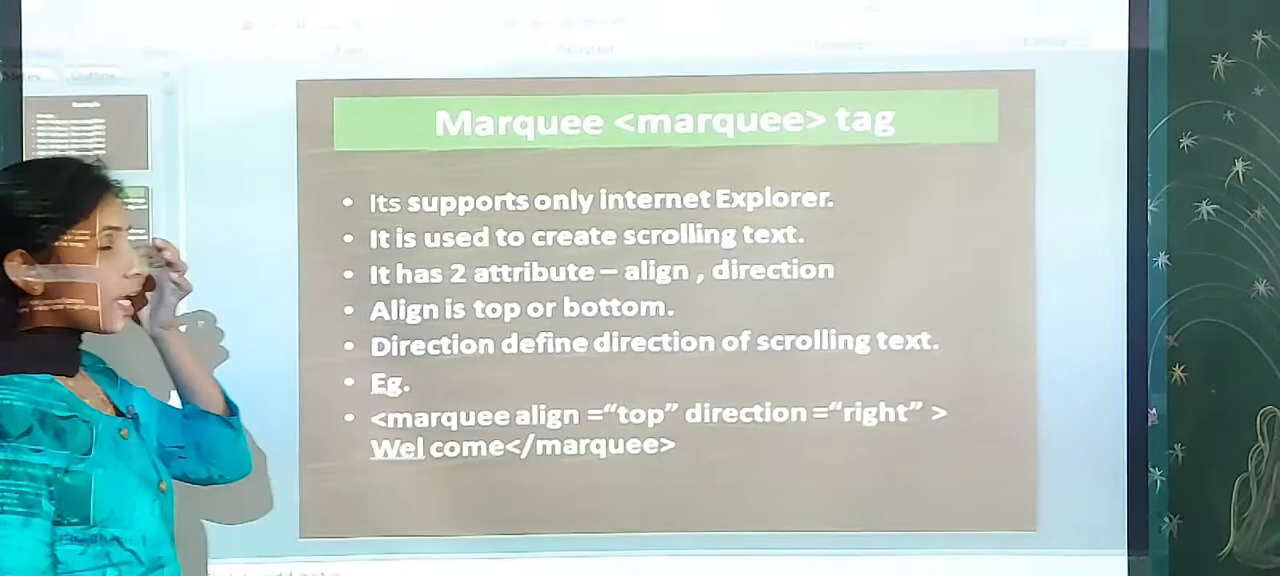 Marquee <marquee> tag
• Its supports only internet Explorer.
• It is used to create scrolling text.
• It has 2 attribute – align , direction
• Align is top or bottom.
• Direction define direction of scrolling text.
• Eg.
• <marquee align =“top” direction =“right” >
Wel come</marquee>